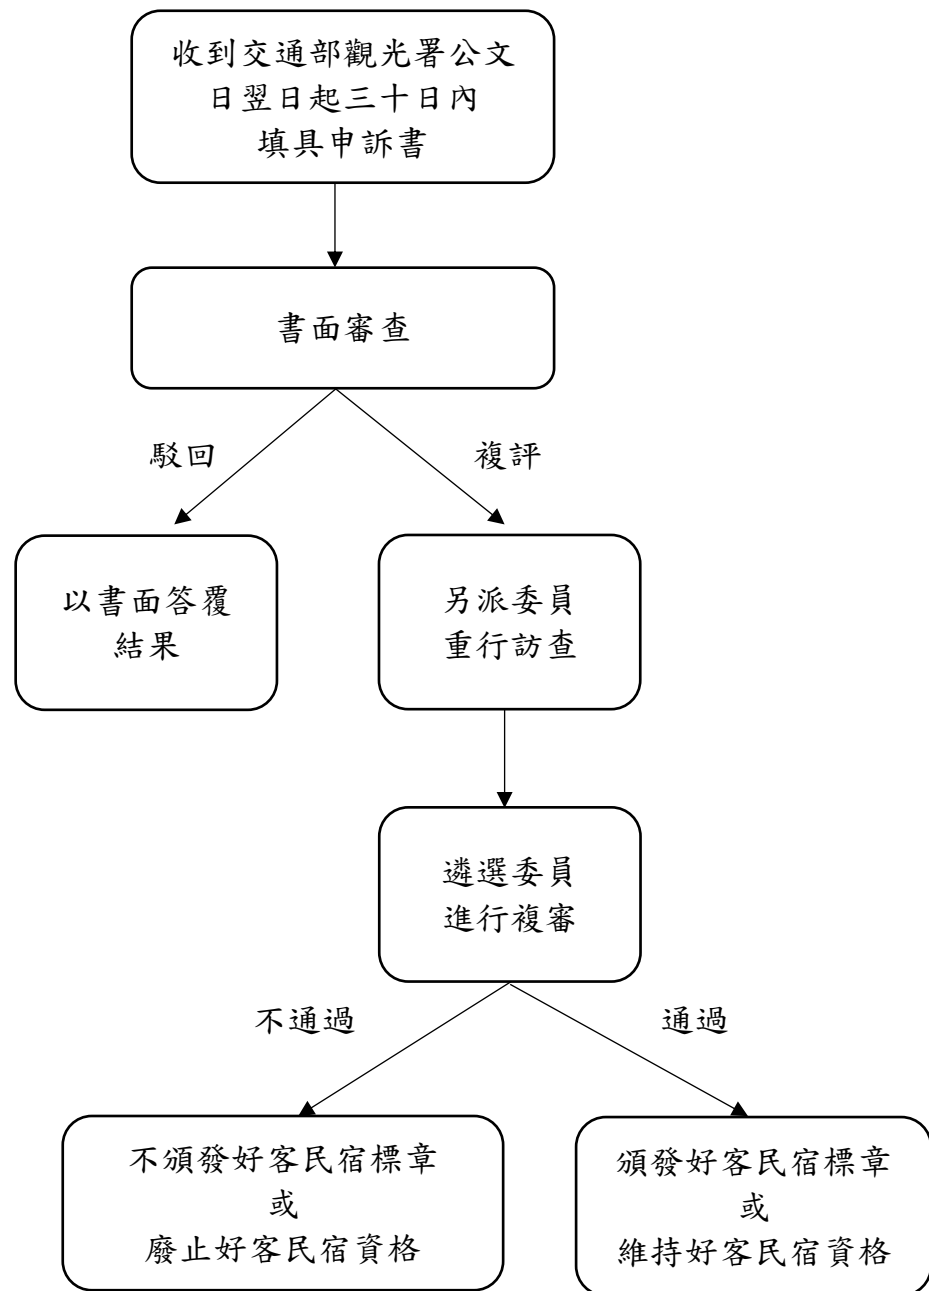 收到交通部觀光署公文
日翌日起三十日內
填具申訴書
書面審查
駁回
複評
以書面答覆
結果
另派委員
重行訪查
遴選委員
進行複審
不通過
通過
不頒發好客民宿標章
或
廢止好客民宿資格
頒發好客民宿標章
或
維持好客民宿資格